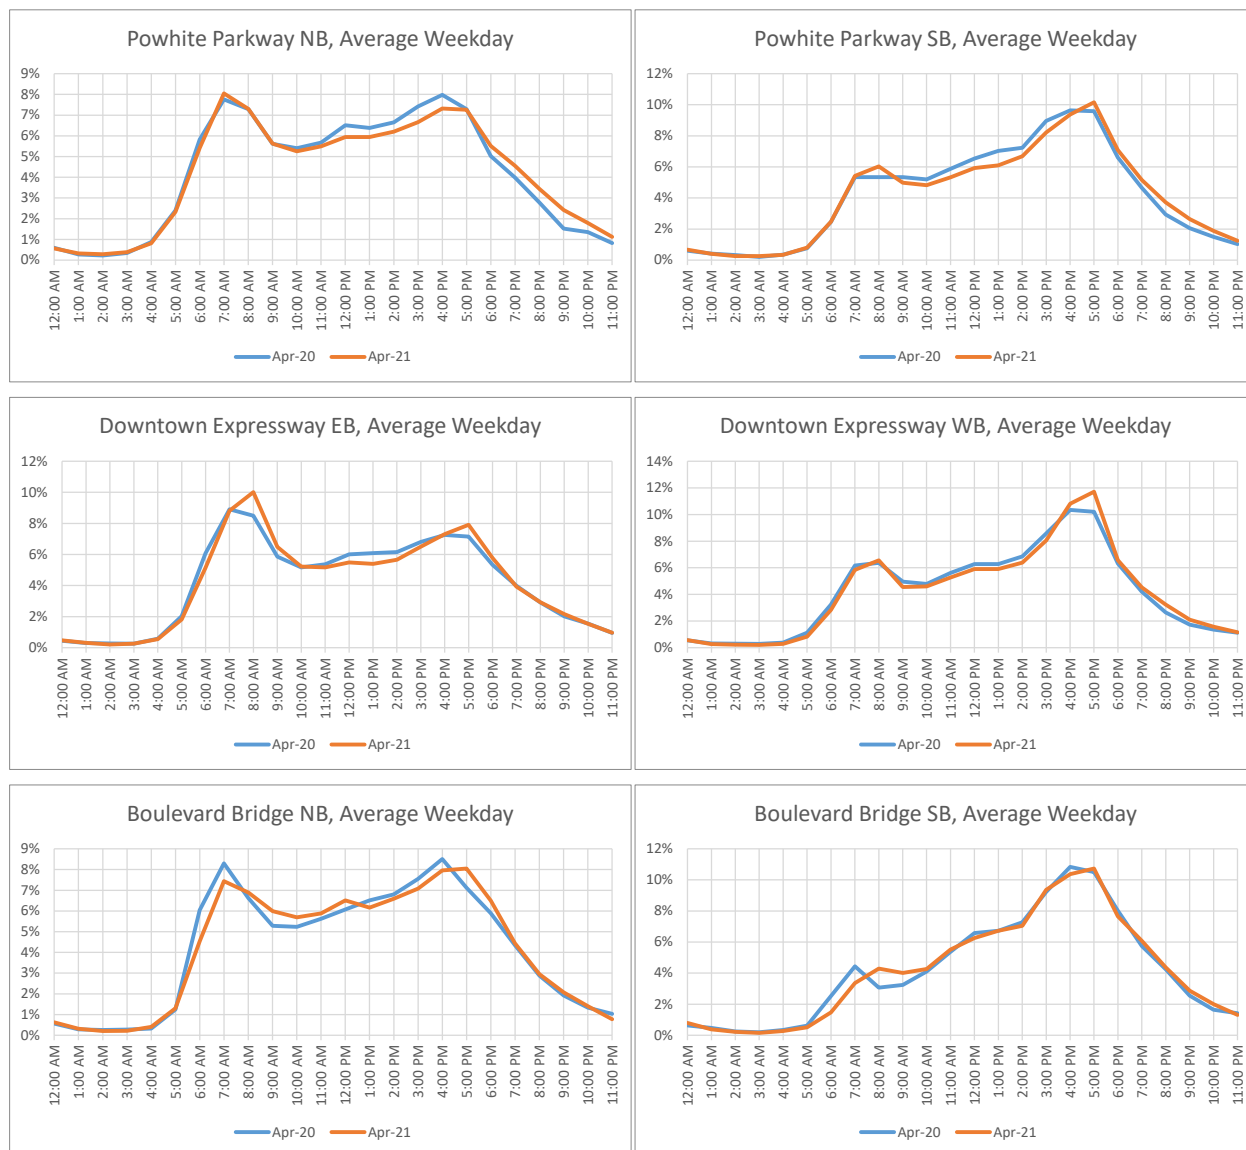 Powhite Parkway NB, Average Weekday
9%
8%
7%
6%
5%
4%
3%
2%
1%
0%
12:00 AM 1:00 AM 2:00 AM 3:00 AM 4:00 AM 5:00 AM 6:00 AM 7:00 AM 8:00 AM 9:00 AM 10:00 AM 11:00 AM 12:00 PM 1:00 PM 2:00 PM 3:00 PM 4:00 PM 5:00 PM 6:00 PM 7:00 PM 8:00 PM 9:00 PM 10:00 PM 11:00 PM
Apr-20 Apr-21
Powhite Parkway SB, Average Weekday
12%
10%
8%
6%
4%
2%
0%
12:00 AM 1:00 AM 2:00 AM 3:00 AM 4:00 AM 5:00 AM 6:00 AM 7:00 AM 8:00 AM 9:00 AM 10:00 AM 11:00 AM 12:00 PM 1:00 PM 2:00 PM 3:00 PM 4:00 PM 5:00 PM 6:00 PM 7:00 PM 8:00 PM 9:00 PM 10:00 PM 11:00 PM
Apr-20 Apr-21
Downtown Expressway EB, Average Weekday
12%
10%
8%
6%
4%
2%
0%
12:00 AM 1:00 AM 2:00 AM 3:00 AM 4:00 AM 5:00 AM 6:00 AM 7:00 AM 8:00 AM 9:00 AM 10:00 AM 11:00 AM 12:00 PM 1:00 PM 2:00 PM 3:00 PM 4:00 PM 5:00 PM 6:00 PM 7:00 PM 8:00 PM 9:00 PM 10:00 PM 11:00 PM
Apr-20 Apr-21
Downtown Expressway WB, Average Weekday
14%
12%
10%
8%
6%
4%
2%
0%
12:00 AM 1:00 AM 2:00 AM 3:00 AM 4:00 AM 5:00 AM 6:00 AM 7:00 AM 8:00 AM 9:00 AM 10:00 AM 11:00 AM 12:00 PM 1:00 PM 2:00 PM 3:00 PM 4:00 PM 5:00 PM 6:00 PM 7:00 PM 8:00 PM 9:00 PM 10:00 PM 11:00 PM
Apr-20 Apr-21
Boulevard Bridge NB, Average Weekday
9%
8%
7%
6%
5%
4%
3%
2%
1%
0%
12:00 AM 1:00 AM 2:00 AM 3:00 AM 4:00 AM 5:00 AM 6:00 AM 7:00 AM 8:00 AM 9:00 AM 10:00 AM 11:00 AM 12:00 PM 1:00 PM 2:00 PM 3:00 PM 4:00 PM 5:00 PM 6:00 PM 7:00 PM 8:00 PM 9:00 PM 10:00 PM 11:00 PM
Apr-20 Apr-21
Boulevard Bridge SB, Average Weekday
12%
10%
8%
6%
4%
2%
0%
12:00 AM 1:00 AM 2:00 AM 3:00 AM 4:00 AM 5:00 AM 6:00 AM 7:00 AM 8:00 AM 9:00 AM 10:00 AM 11:00 AM 12:00 PM 1:00 PM 2:00 PM 3:00 PM 4:00 PM 5:00 PM 6:00 PM 7:00 PM 8:00 PM 9:00 PM 10:00 PM 11:00 PM
Apr-20 Apr-21